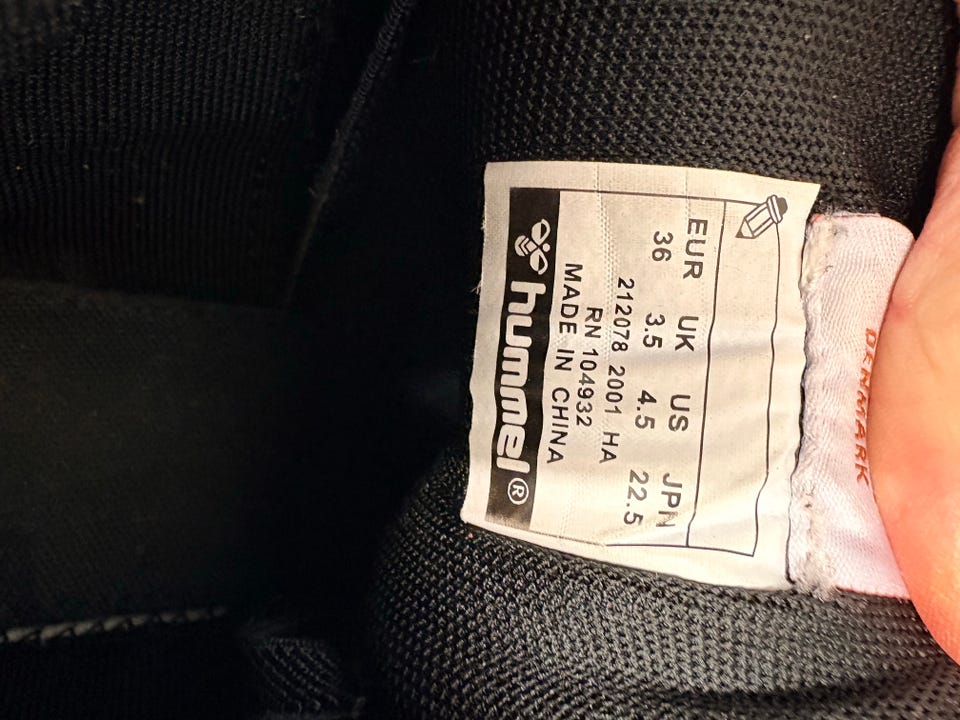 EUR UK US JPN
36 3.5 4.5 22.5
212078 2001 HA
RN 104932
MADE IN CHINA
hummel®
DENMARK